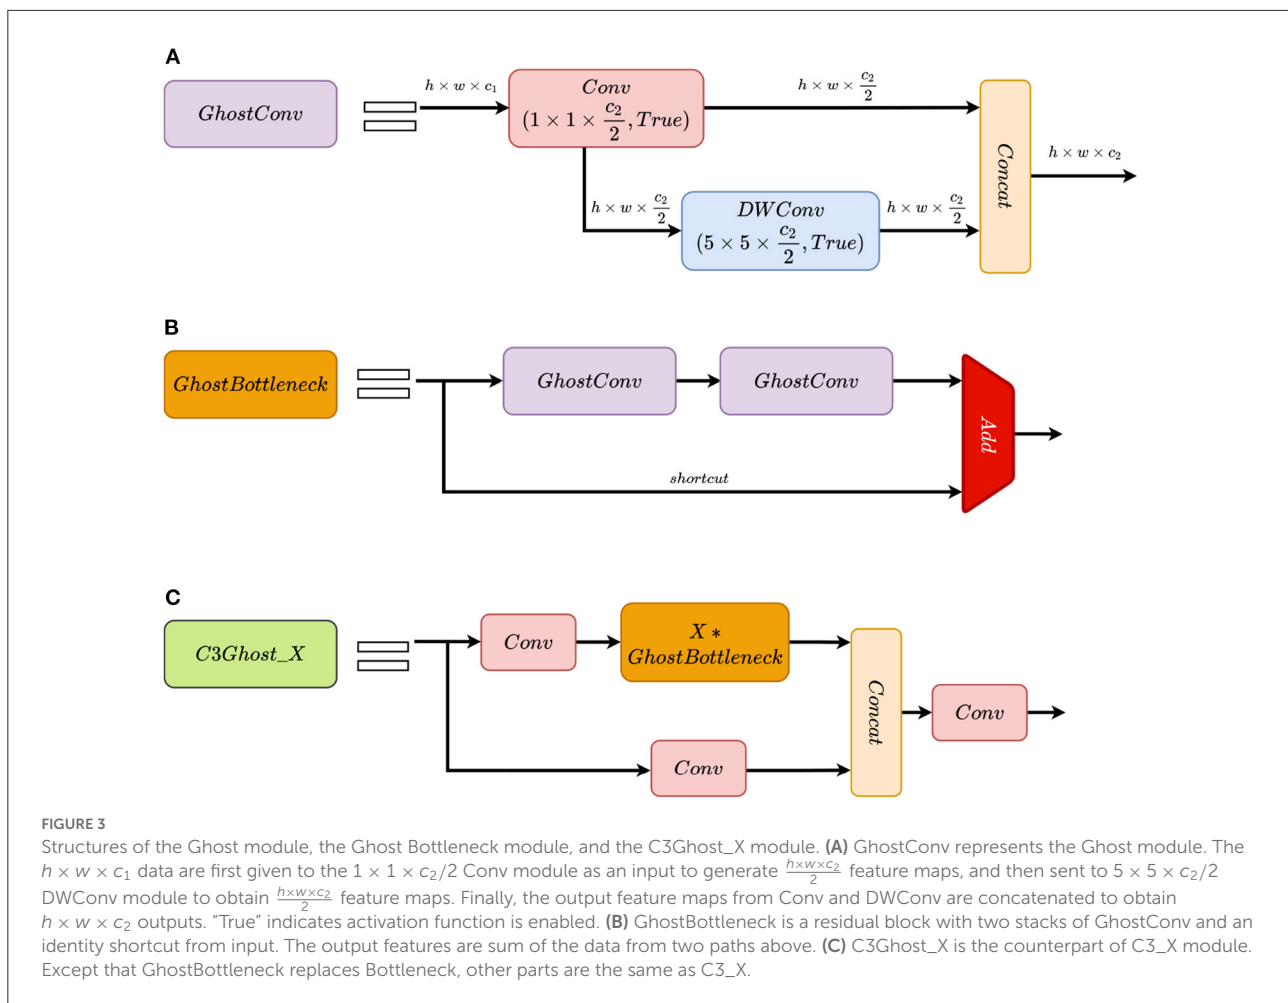 A
GhostConv
h × w × c₁
Conv
(1 × 1 × c₂/2, True)
h × w × c₂/2
h × w × c₂/2
DWConv
(5 × 5 × c₂/2, True)
h × w × c₂/2
Concat
h × w × c₂
B
GhostBottleneck
GhostConv
GhostConv
shortcut
Add
C
C3Ghost_X
Conv
X *
GhostBottleneck
Conv
Concat
Conv
FIGURE 3
Structures of the Ghost module, the Ghost Bottleneck module, and the C3Ghost_X module. (A) GhostConv represents the Ghost module. The
h × w × c₁ data are first given to the 1 × 1 × c₂/2 Conv module as an input to generate h×w×c₂/2 feature maps, and then sent to 5 × 5 × c₂/2
DWConv module to obtain h×w×c₂/2 feature maps. Finally, the output feature maps from Conv and DWConv are concatenated to obtain
h × w × c₂ outputs. “True” indicates activation function is enabled. (B) GhostBottleneck is a residual block with two stacks of GhostConv and an
identity shortcut from input. The output features are sum of the data from two paths above. (C) C3Ghost_X is the counterpart of C3_X module.
Except that GhostBottleneck replaces Bottleneck, other parts are the same as C3_X.